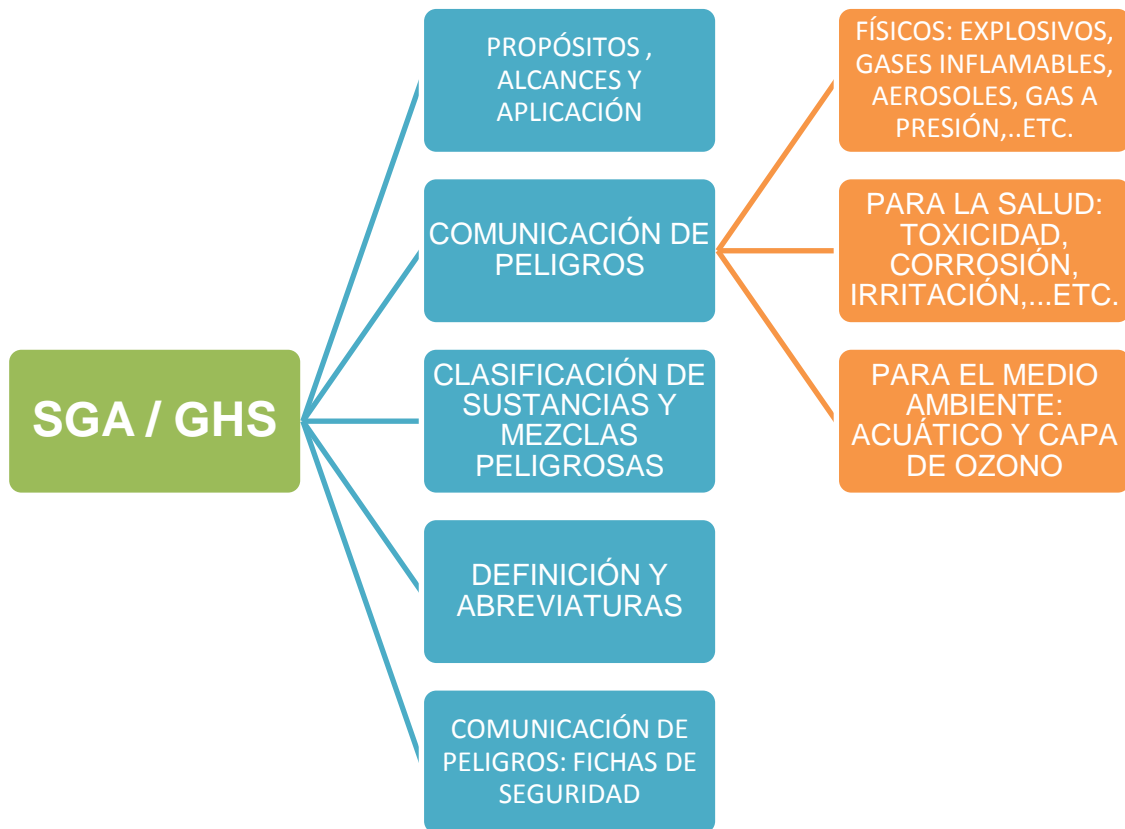 SGA / GHS
PROPÓSITOS ,
ALCANCES Y
APLICACIÓN
COMUNICACIÓN DE
PELIGROS
CLASIFICACIÓN DE
SUSTANCIAS Y
MEZCLAS
PELIGROSAS
DEFINICIÓN Y
ABREVIATURAS
COMUNICACIÓN DE
PELIGROS: FICHAS DE
SEGURIDAD
FÍSICOS: EXPLOSIVOS,
GASES INFLAMABLES,
AEROSOLES, GAS A
PRESIÓN,..ETC.
PARA LA SALUD:
TOXICIDAD,
CORROSIÓN,
IRRITACIÓN,...ETC.
PARA EL MEDIO
AMBIENTE:
ACUÁTICO Y CAPA
DE OZONO